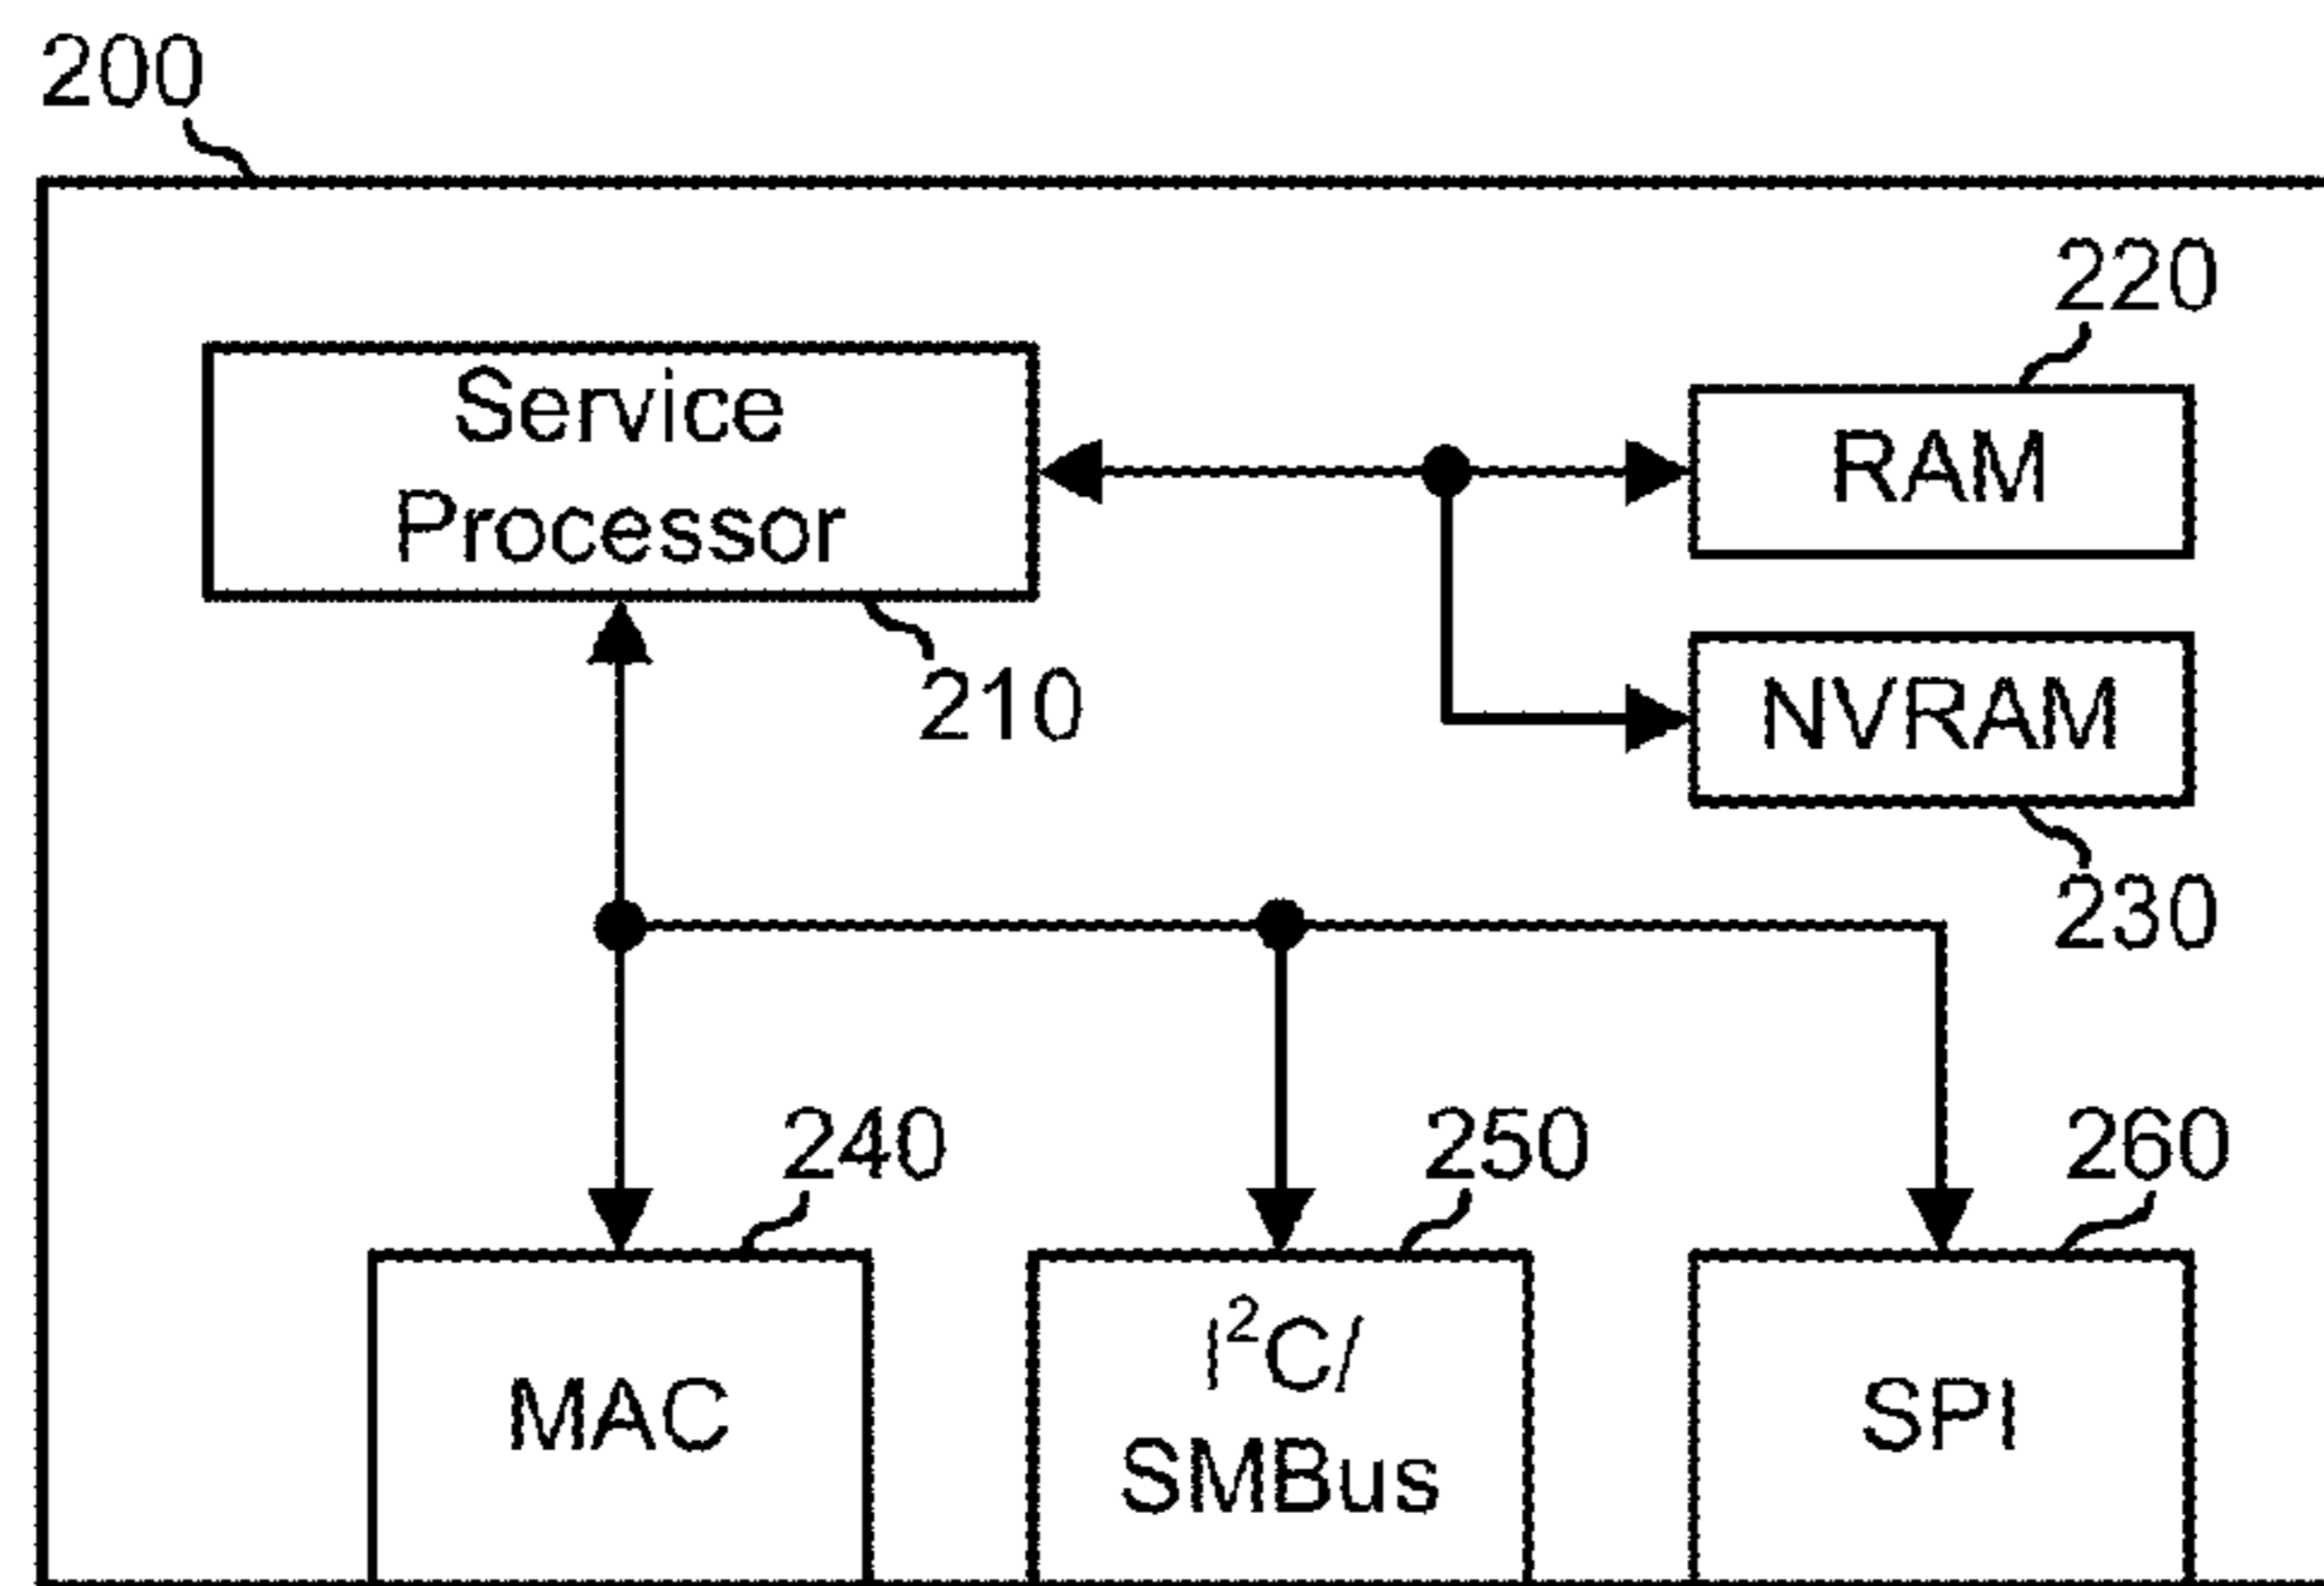 200
220
Service
Processor
RAM
210
NVRAM
230
240
250
260
MAC
I²C/
SMBus
SPI